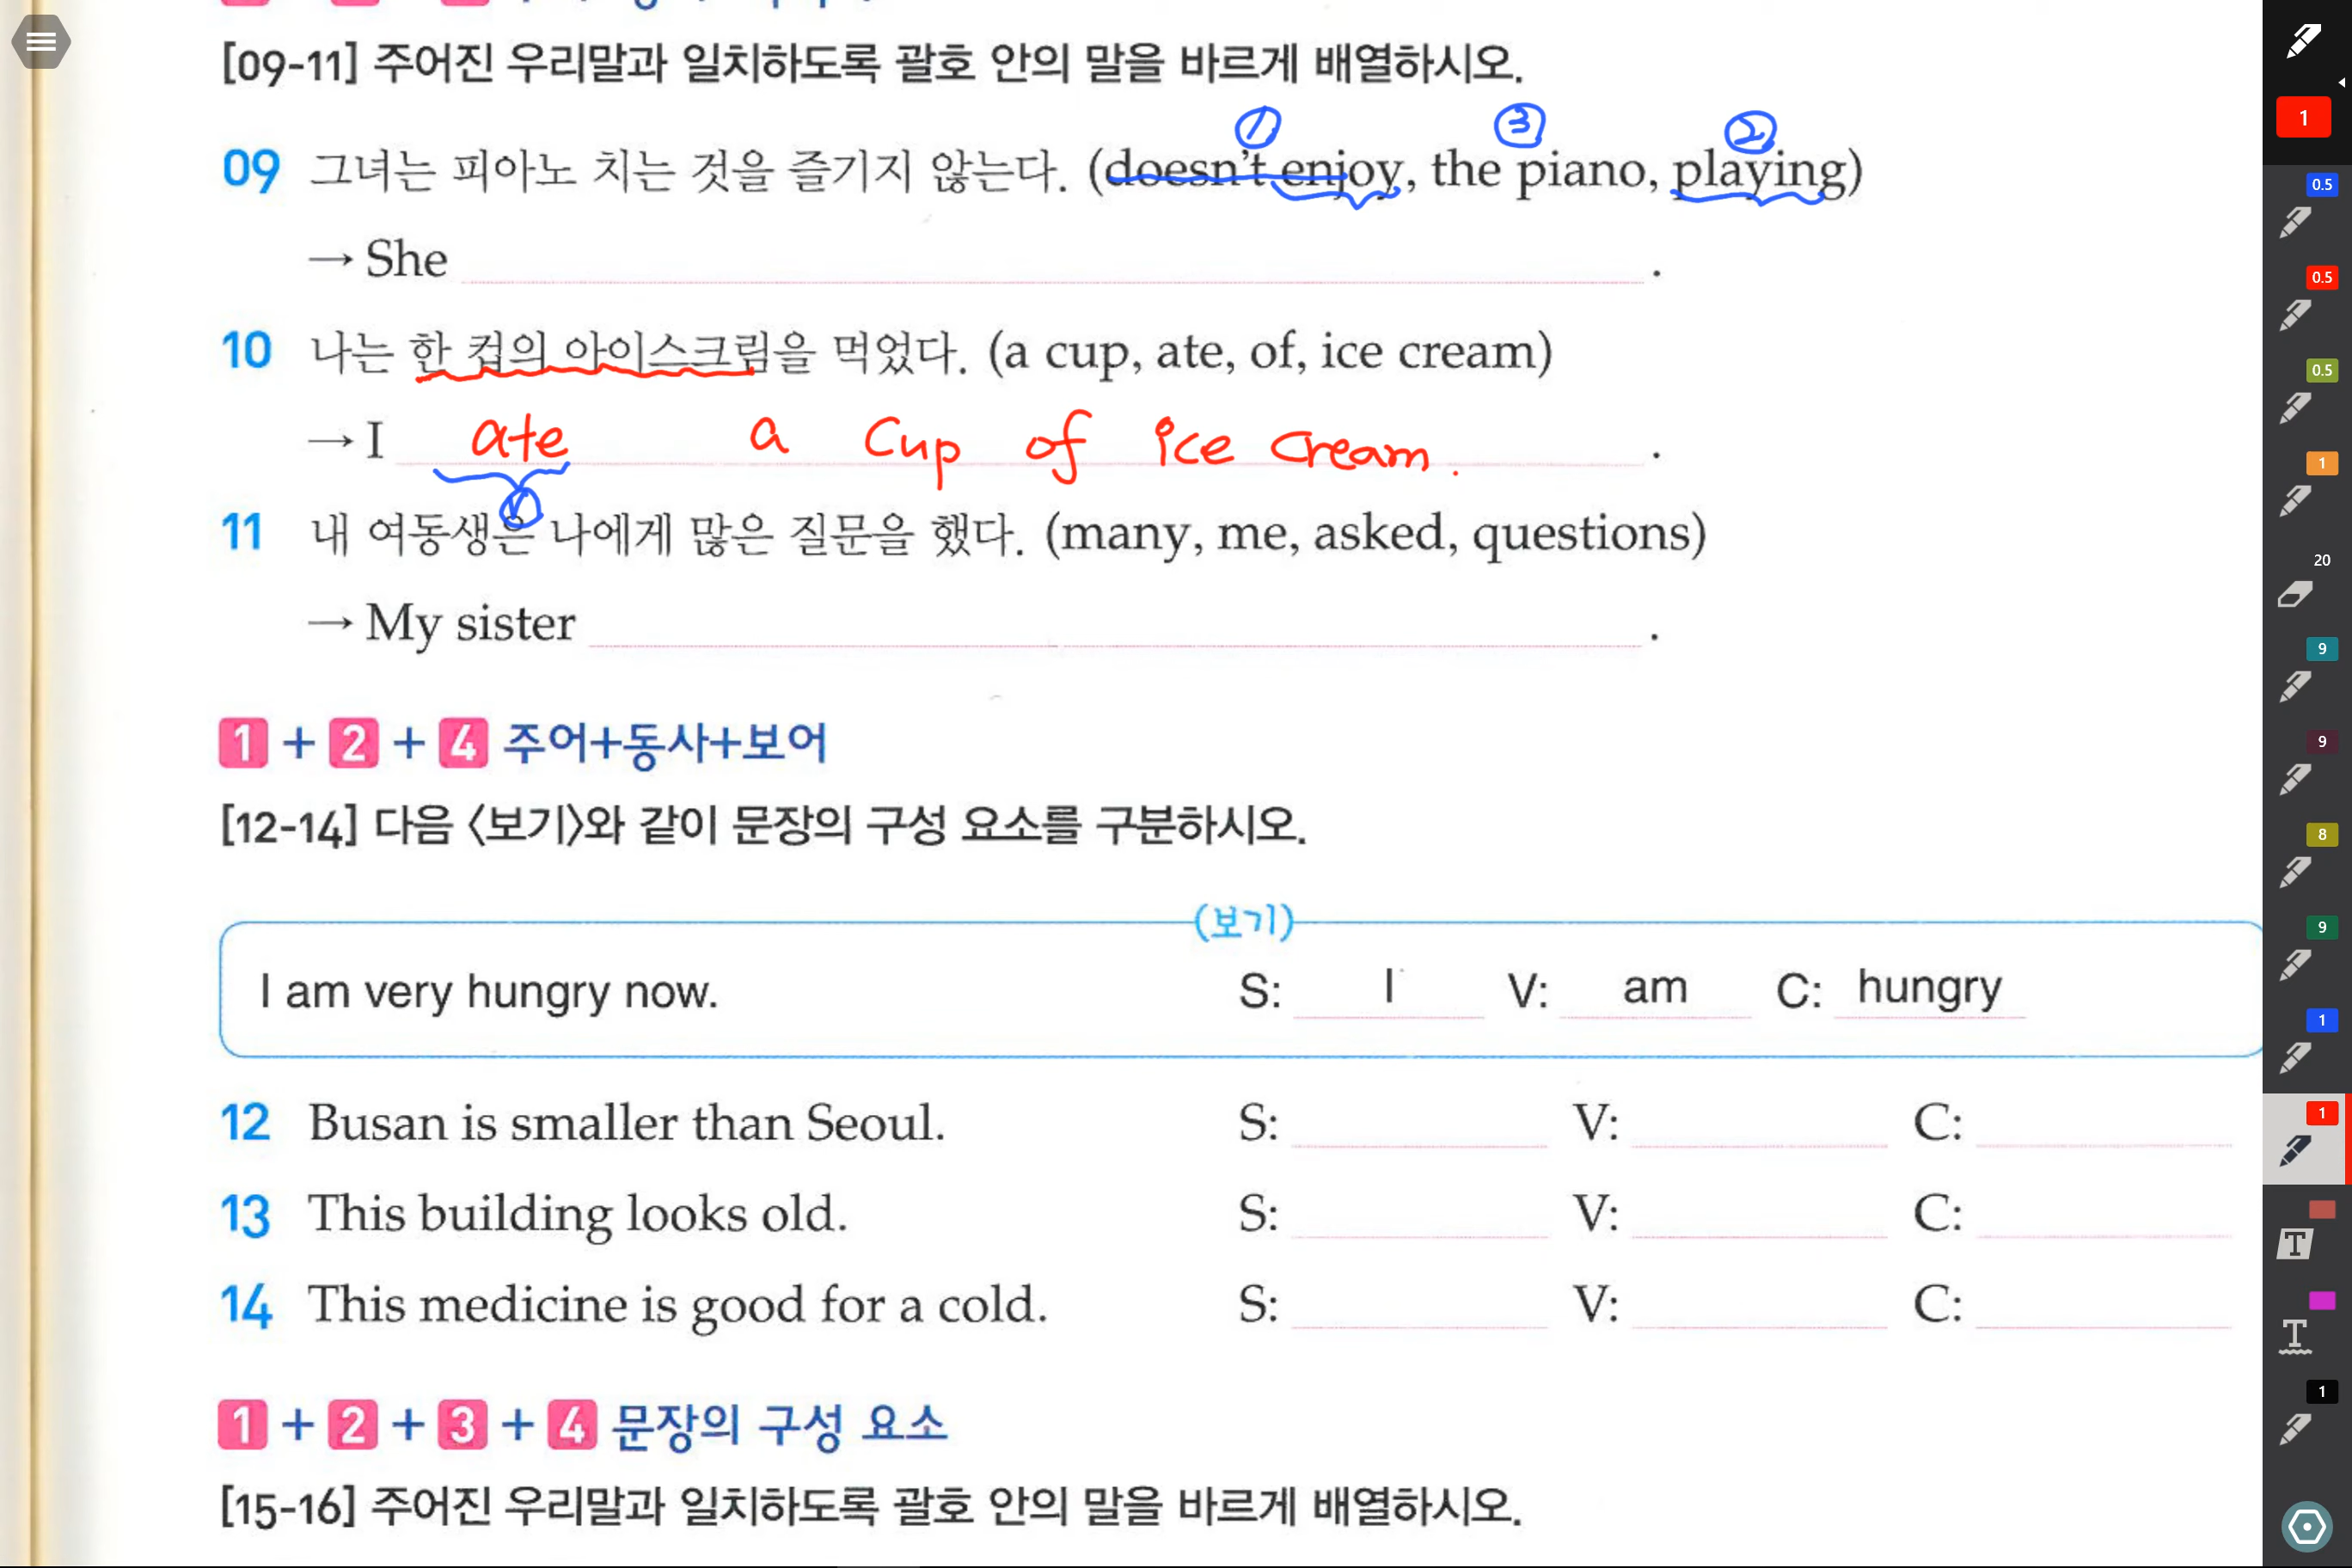 [09-11] 주어진 우리말과 일치하도록 괄호 안의 말을 바르게 배열하시오.
① ③ ②
09 그녀는 피아노 치는 것을 즐기지 않는다. (doesn't enjoy, the piano, playing)
→ She .
10 나는 한 컵의 아이스크림을 먹었다. (a cup, ate, of, ice cream)
→ I ate a cup of ice cream. .
V
11 내 여동생은 나에게 많은 질문을 했다. (many, me, asked, questions)
→ My sister .
1 + 2 + 4 주어+동사+보어
[12-14] 다음 〈보기〉와 같이 문장의 구성 요소를 구분하시오.
(보기)
I am very hungry now. S: I V: am C: hungry
12 Busan is smaller than Seoul. S: V: C:
13 This building looks old. S: V: C:
14 This medicine is good for a cold. S: V: C:
1 + 2 + 3 + 4 문장의 구성 요소
[15-16] 주어진 우리말과 일치하도록 괄호 안의 말을 바르게 배열하시오.
1
0.5
0.5
0.5
1
20
9
9
8
9
1
1
T
T
1